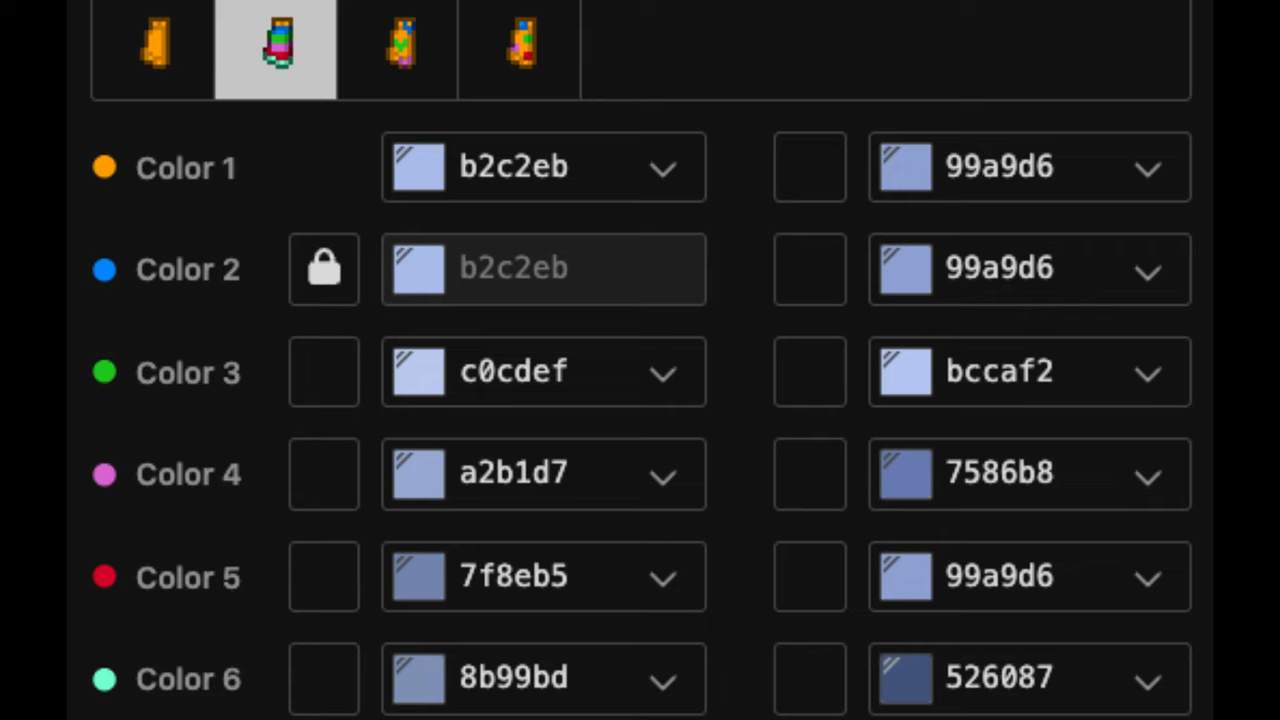 Color 1 b2c2eb 99a9d6
Color 2 b2c2eb 99a9d6
Color 3 c0cdef bccaf2
Color 4 a2b1d7 7586b8
Color 5 7f8eb5 99a9d6
Color 6 8b99bd 526087